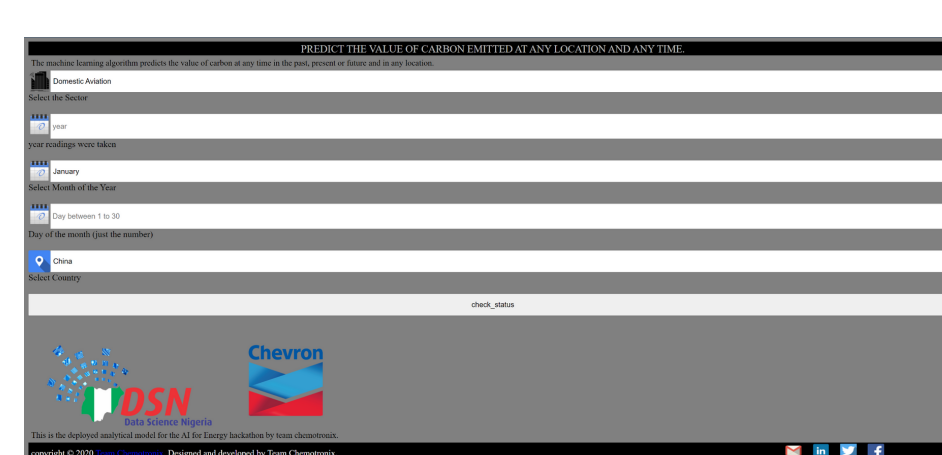 PREDICT THE VALUE OF CARBON EMITTED AT ANY LOCATION AND ANY TIME.
The machine learning algorithm predicts the value of carbon at any time in the past, present or future and in any location.
Domestic Aviation
Select the Sector
year
year readings were taken
January
Select Month of the Year
Day between 1 to 30
Day of the month (just the number)
China
Select Country
check_status
Chevron
DSN
Data Science Nigeria
This is the deployed analytical model for the AI for Energy hackathon by team chemotronix.
copyright © 2020 Team Chemotronix. Designed and developed by Team Chemotronix
in
f